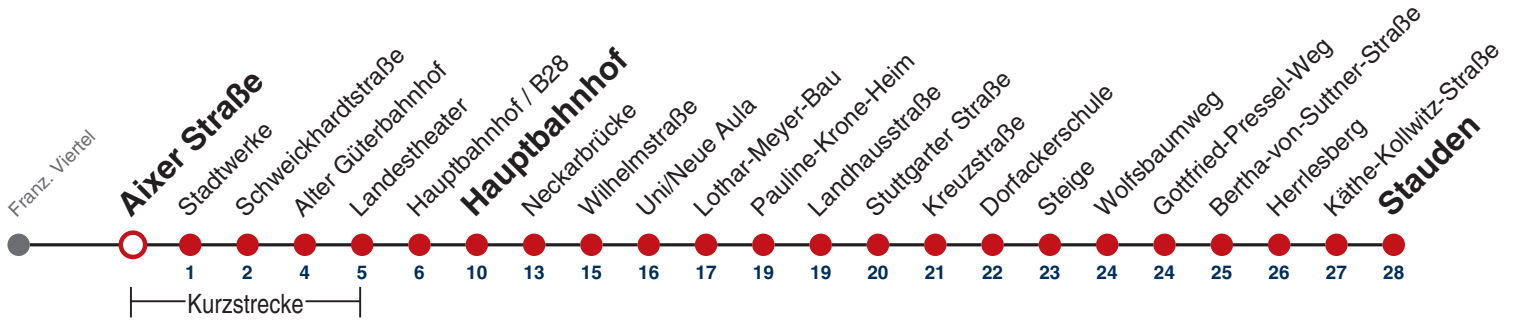 Franz. Viertel
Aixer Straße
Stadtwerke
Schweickhardtstraße
Alter Güterbahnhof
Landestheater
Hauptbahnhof / B28
Hauptbahnhof
Neckarbrücke
Wilhelmstraße
Uni/Neue Aula
Lothar-Meyer-Bau
Pauline-Krone-Heim
Landhausstraße
Stuttgarter Straße
Kreuzstraße
Dorfackerschule
Steige
Wolfsbaumweg
Gottfried-Pressel-Weg
Bertha-von-Suttner-Straße
Herrlesberg
Käthe-Kollwitz-Straße
Stauden
1 2 4 5 6 10 13 15 16 17 19 19 20 21 22 23 24 24 25 26 27 28
Kurzstrecke